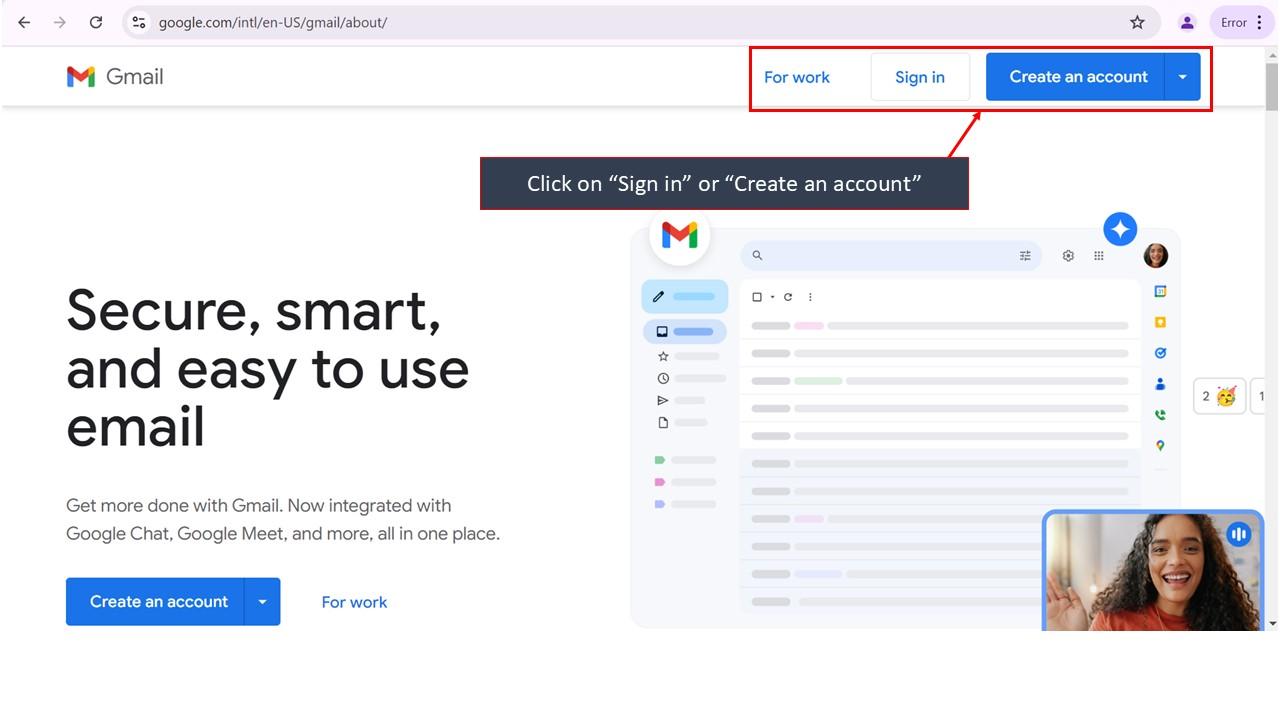 google.com/intl/en-US/gmail/about/
Error
Gmail
For work
Sign in
Create an account
Click on “Sign in” or “Create an account”
Secure, smart,
and easy to use
email
Get more done with Gmail. Now integrated with
Google Chat, Google Meet, and more, all in one place.
Create an account
For work
31
2
1